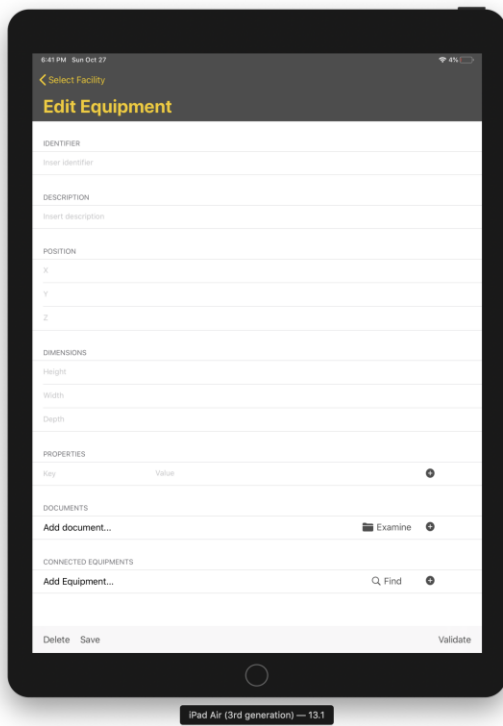 6:41 PM Sun Oct 27 4%
Select Facility
Edit Equipment
IDENTIFIER
Inser identifier
DESCRIPTION
Insert description
POSITION
X
Y
Z
DIMENSIONS
Height
Width
Depth
PROPERTIES
Key Value
DOCUMENTS
Add document... Examine
CONNECTED EQUIPMENTS
Add Equipment... Find
Delete Save Validate
iPad Air (3rd generation) — 13.1